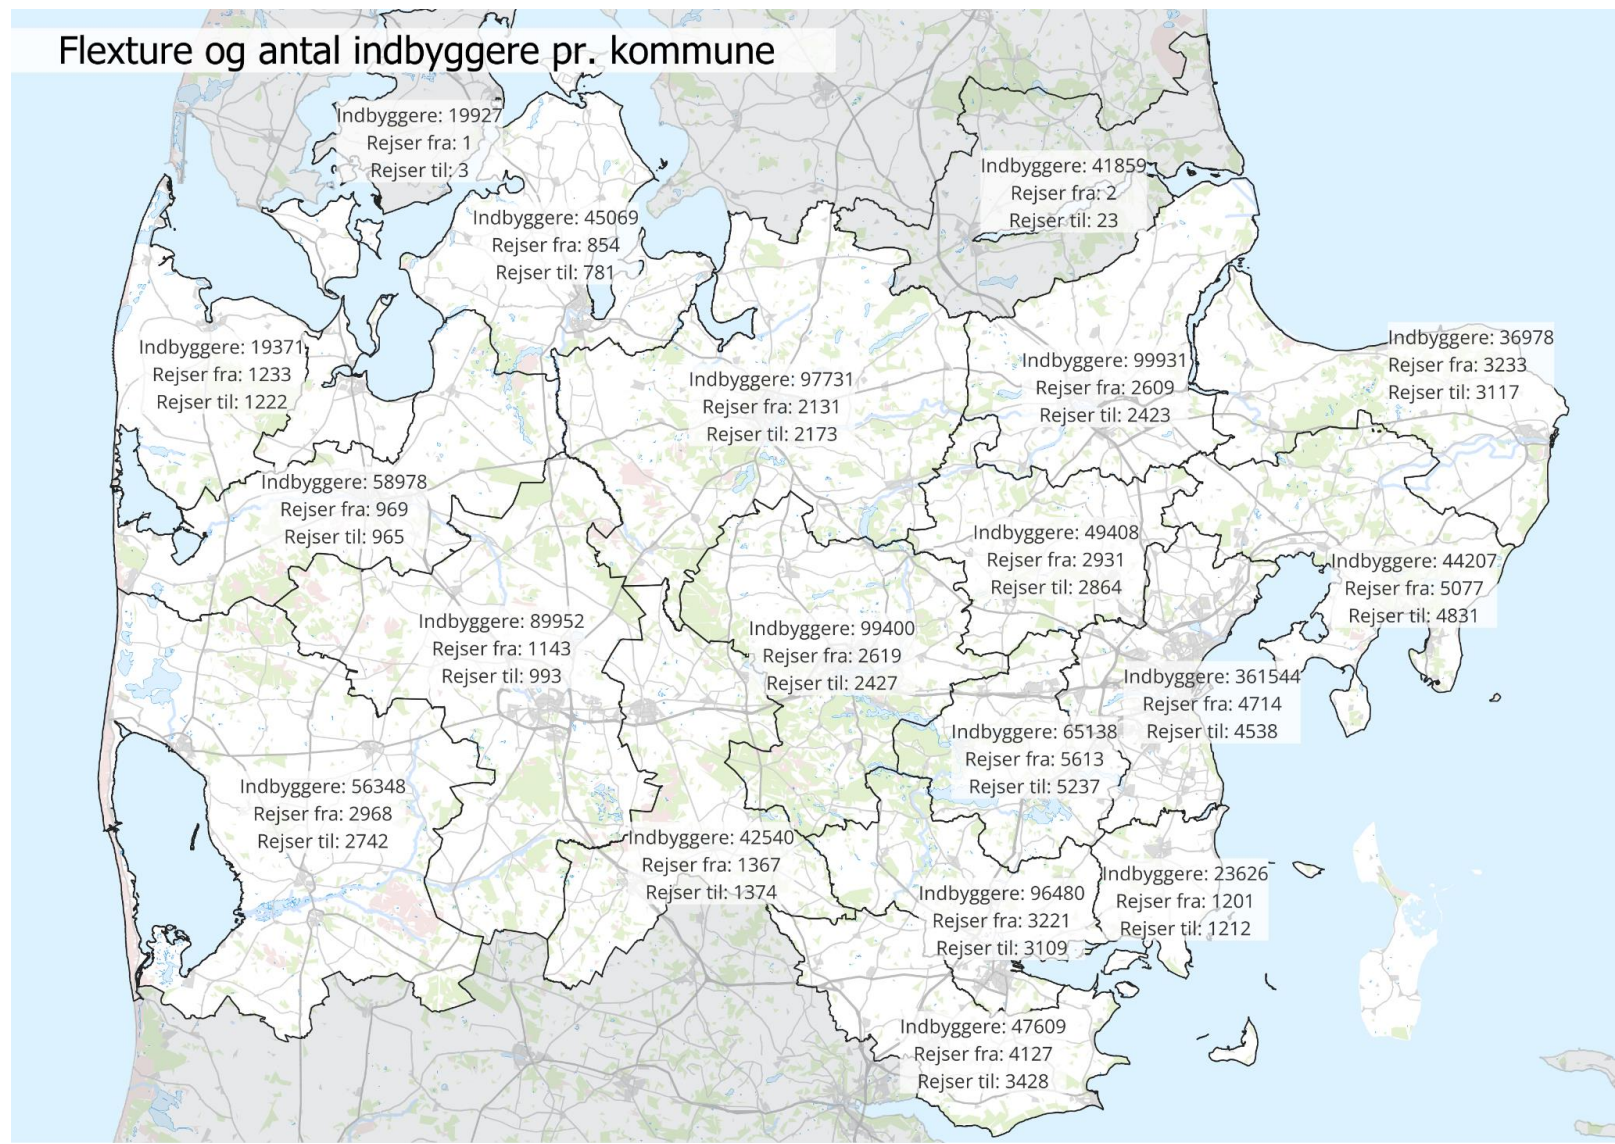 Flexture og antal indbyggere pr. kommune
Indbyggere: 19927
Rejser fra: 1
Rejser til: 3
Indbyggere: 41859
Rejser fra: 2
Rejser til: 23
Indbyggere: 45069
Rejser fra: 854
Rejser til: 781
Indbyggere: 19371
Rejser fra: 1233
Rejser til: 1222
Indbyggere: 97731
Rejser fra: 2131
Rejser til: 2173
Indbyggere: 99931
Rejser fra: 2609
Rejser til: 2423
Indbyggere: 36978
Rejser fra: 3233
Rejser til: 3117
Indbyggere: 58978
Rejser fra: 969
Rejser til: 965
Indbyggere: 49408
Rejser fra: 2931
Rejser til: 2864
Indbyggere: 44207
Rejser fra: 5077
Rejser til: 4831
Indbyggere: 89952
Rejser fra: 1143
Rejser til: 993
Indbyggere: 99400
Rejser fra: 2619
Rejser til: 2427
Indbyggere: 361544
Rejser fra: 4714
Rejser til: 4538
Indbyggere: 65138
Rejser fra: 5613
Rejser til: 5237
Indbyggere: 56348
Rejser fra: 2968
Rejser til: 2742
Indbyggere: 42540
Rejser fra: 1367
Rejser til: 1374
Indbyggere: 96480
Rejser fra: 3221
Rejser til: 3109
Indbyggere: 23626
Rejser fra: 1201
Rejser til: 1212
Indbyggere: 47609
Rejser fra: 4127
Rejser til: 3428